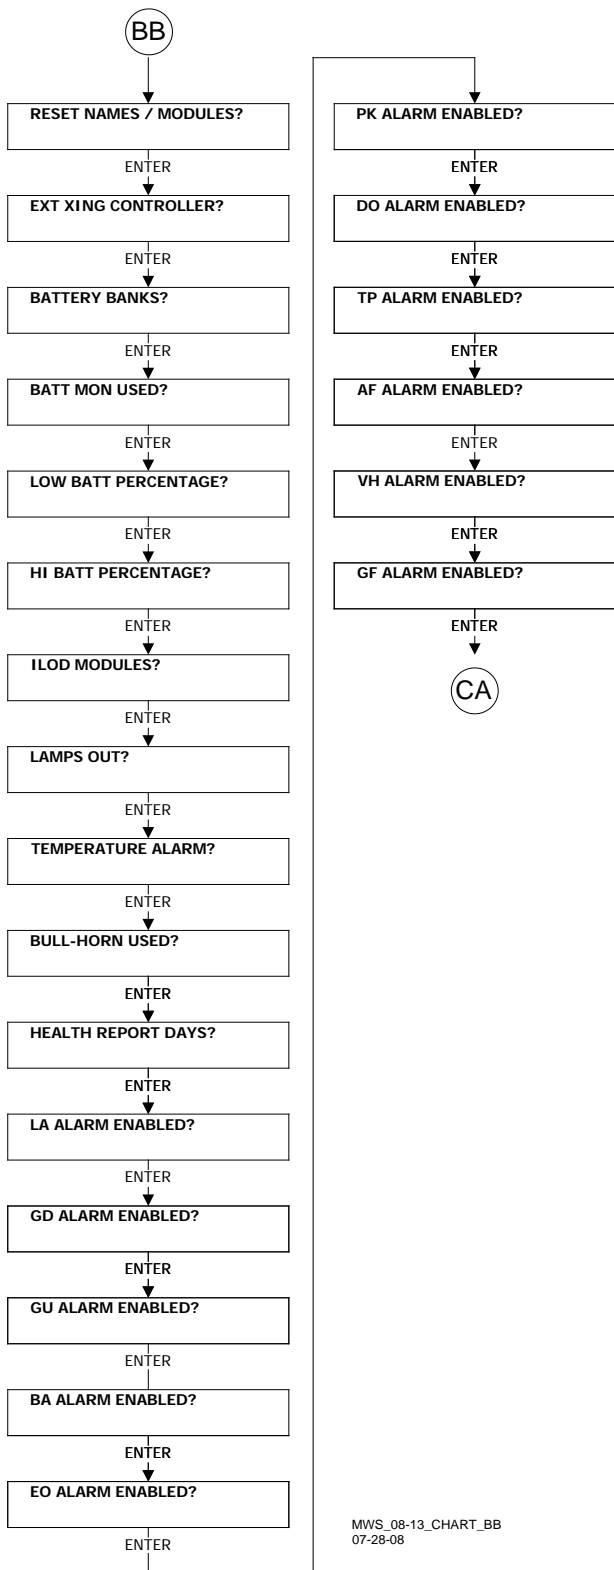 BB
RESET NAMES / MODULES?
ENTER
EXT XING CONTROLLER?
ENTER
BATTERY BANKS?
ENTER
BATT MON USED?
ENTER
LOW BATT PERCENTAGE?
ENTER
HI BATT PERCENTAGE?
ENTER
ILOD MODULES?
ENTER
LAMPS OUT?
ENTER
TEMPERATURE ALARM?
ENTER
BULL-HORN USED?
ENTER
HEALTH REPORT DAYS?
ENTER
LA ALARM ENABLED?
ENTER
GD ALARM ENABLED?
ENTER
GU ALARM ENABLED?
ENTER
BA ALARM ENABLED?
ENTER
EO ALARM ENABLED?
ENTER
PK ALARM ENABLED?
ENTER
DO ALARM ENABLED?
ENTER
TP ALARM ENABLED?
ENTER
AF ALARM ENABLED?
ENTER
VH ALARM ENABLED?
ENTER
GF ALARM ENABLED?
ENTER
CA
MWS_08-13_CHART_BB
07-28-08